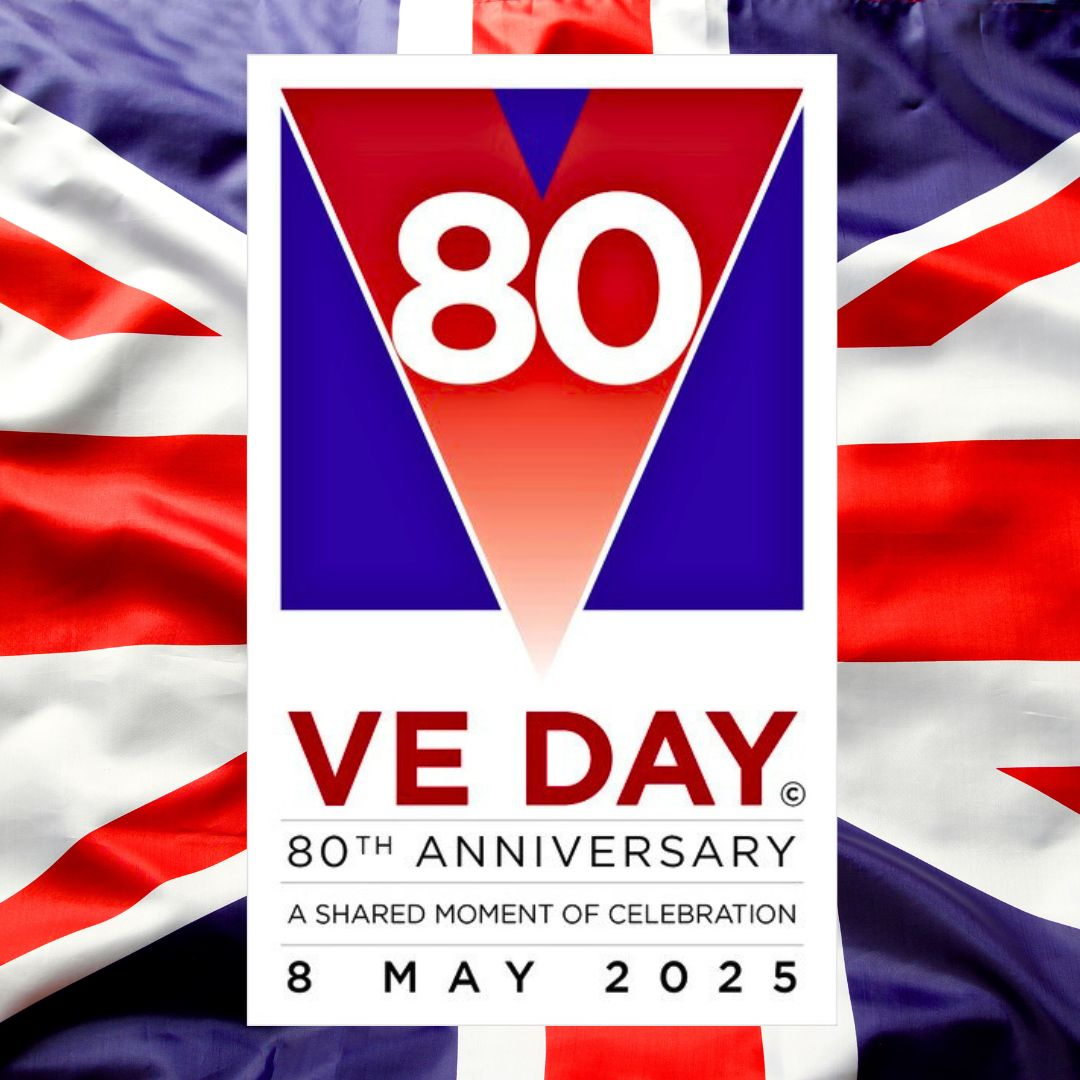 80
VE DAY©
80TH ANNIVERSARY
A SHARED MOMENT OF CELEBRATION
8 MAY 2025